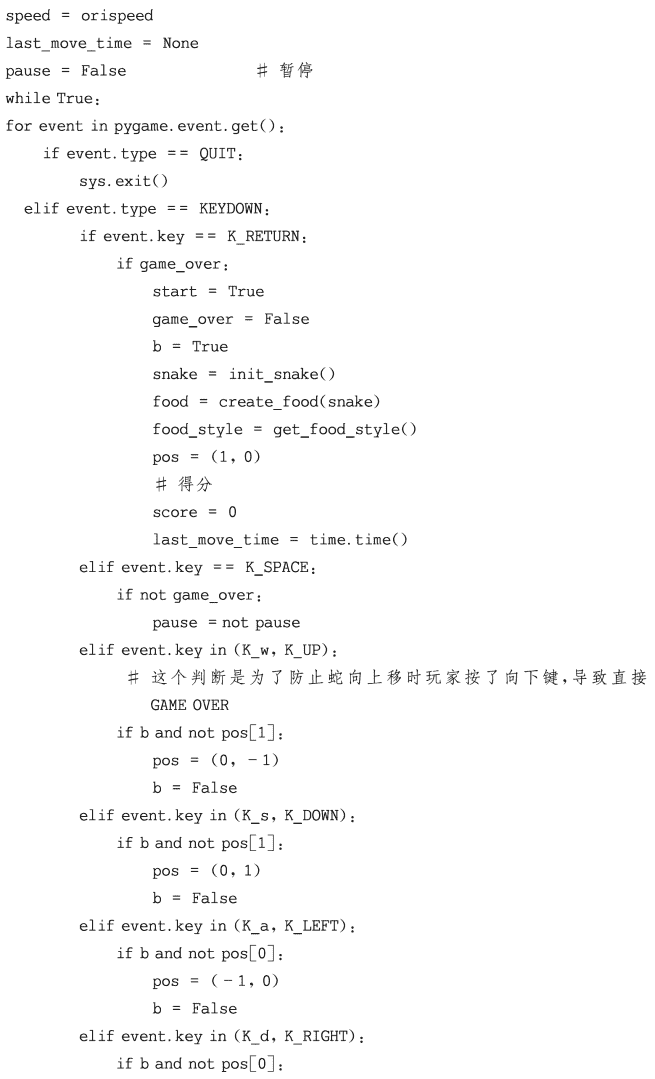 speed = orispeed
last_move_time = None
pause = False # 暂停
while True:
for event in pygame.event.get():
if event.type == QUIT:
sys.exit()
elif event.type == KEYDOWN:
if event.key == K_RETURN:
if game_over:
start = True
game_over = False
b = True
snake = init_snake()
food = create_food(snake)
food_style = get_food_style()
pos = (1, 0)
# 得分
score = 0
last_move_time = time.time()
elif event.key == K_SPACE:
if not game_over:
pause = not pause
elif event.key in (K_w, K_UP):
# 这个判断是为了防止蛇向上移时玩家按了向下键,导致直接
GAME OVER
if b and not pos[1]:
pos = (0, -1)
b = False
elif event.key in (K_s, K_DOWN):
if b and not pos[1]:
pos = (0, 1)
b = False
elif event.key in (K_a, K_LEFT):
if b and not pos[0]:
pos = (-1, 0)
b = False
elif event.key in (K_d, K_RIGHT):
if b and not pos[0]: